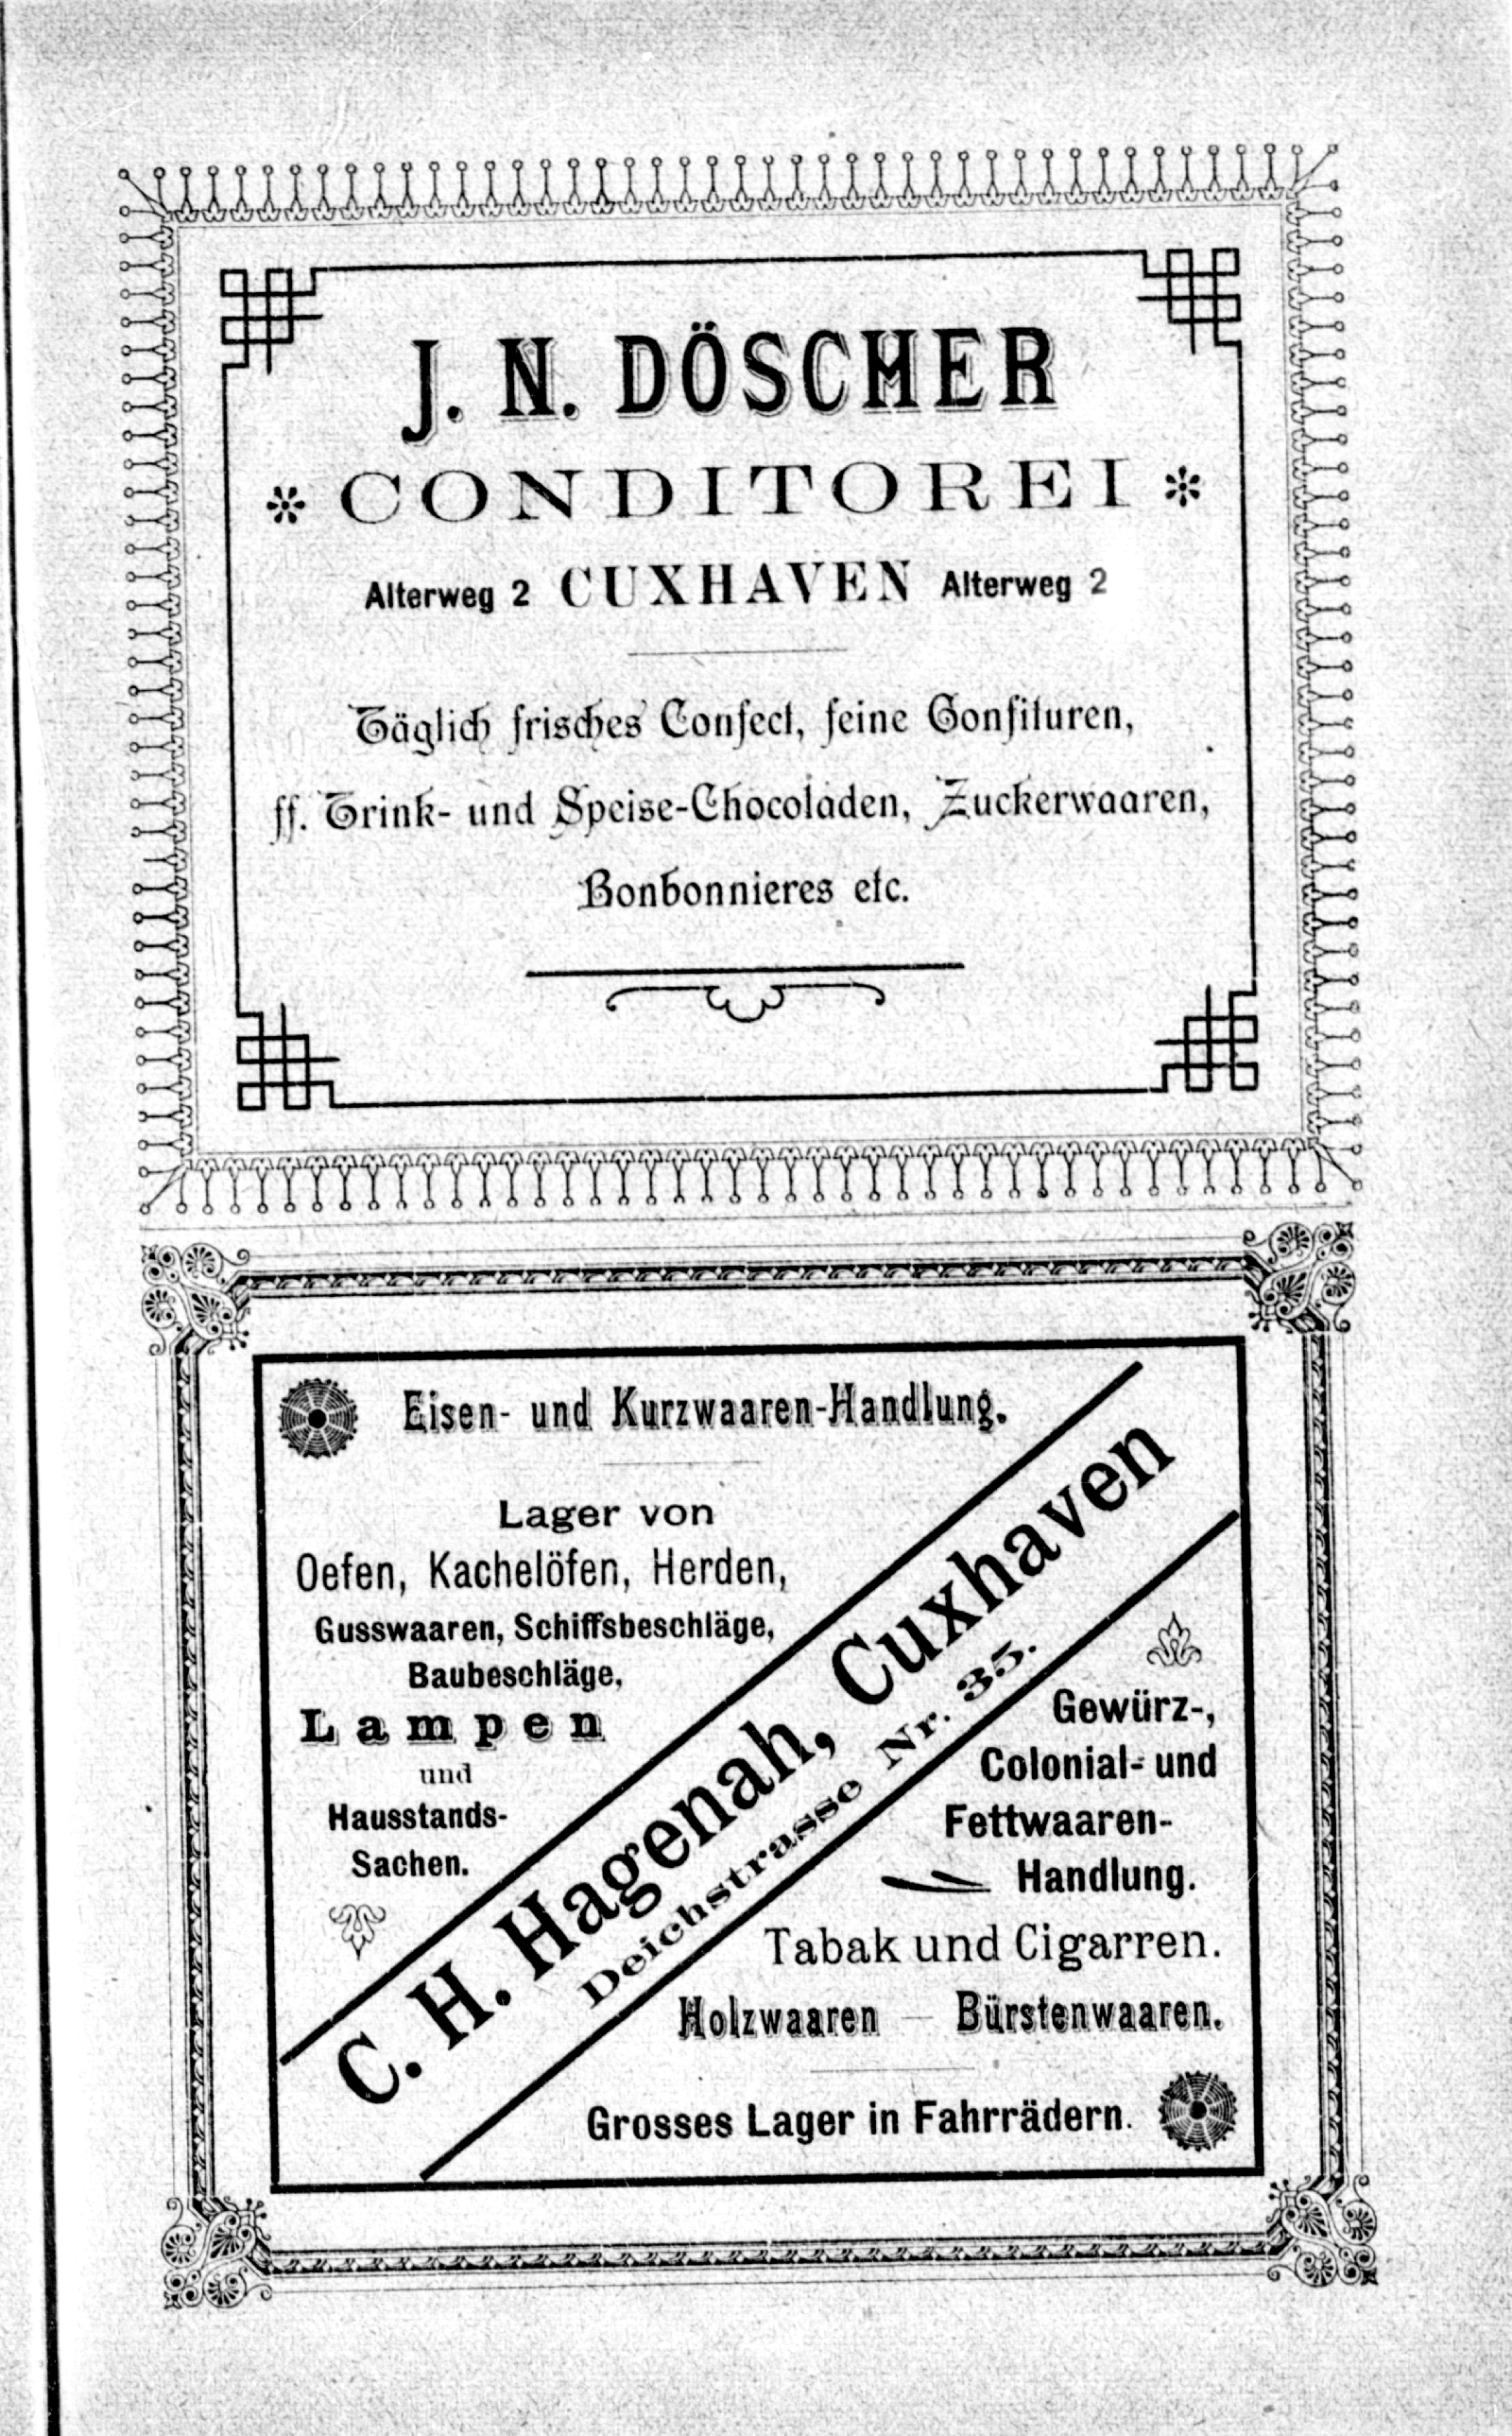 J. N. DÖSCHER
CONDITOREI
Alterweg 2 CUXHAVEN Alterweg 2
Täglich frisches Confect, feine Confituren,
ff. Trink- und Speise-Chocoladen, Zuckerwaaren,
Bonbonnieres etc.
Eisen- und Kurzwaaren-Handlung.
Lager von
Oefen, Kachelöfen, Herden,
Gusswaaren, Schiffsbeschläge,
Baubeschläge,
Lampen
und
Hausstands-
Sachen.
C. H. Hagenah, Cuxhaven
Deichstrasse Nr. 35.
Gewürz-,
Colonial- und
Fettwaaren-
Handlung.
Tabak und Cigarren.
Holzwaaren — Bürstenwaaren.
Grosses Lager in Fahrrädern.